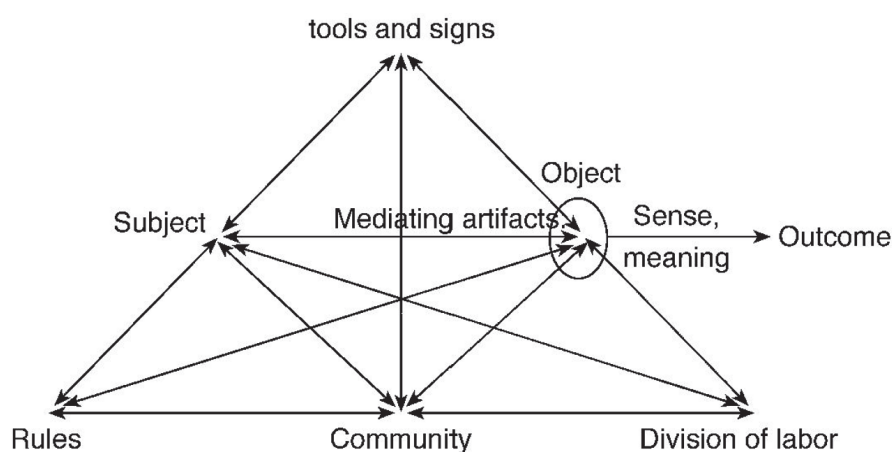 tools and signs
Object
Subject
Mediating artifacts.
Sense,
meaning
Outcome
Rules
Community
Division of labor